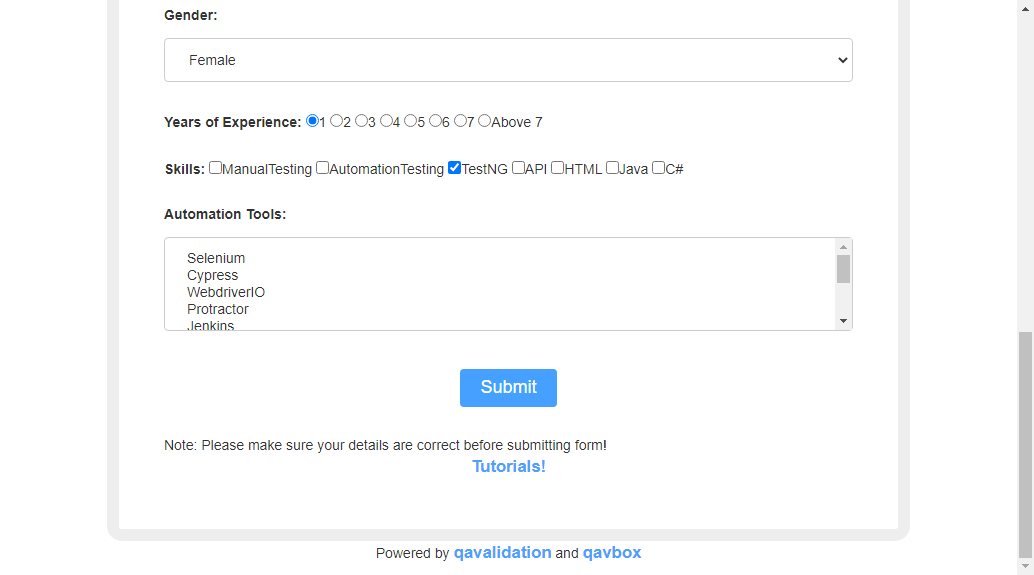 Gender:
Female
Years of Experience: 1 2 3 4 5 6 7 Above 7
Skills: ManualTesting AutomationTesting TestNG API HTML Java C#
Automation Tools:
Selenium
Cypress
WebdriverIO
Protractor
Jenkins
Submit
Note: Please make sure your details are correct before submitting form!
Tutorials!
Powered by qavalidation and qavbox